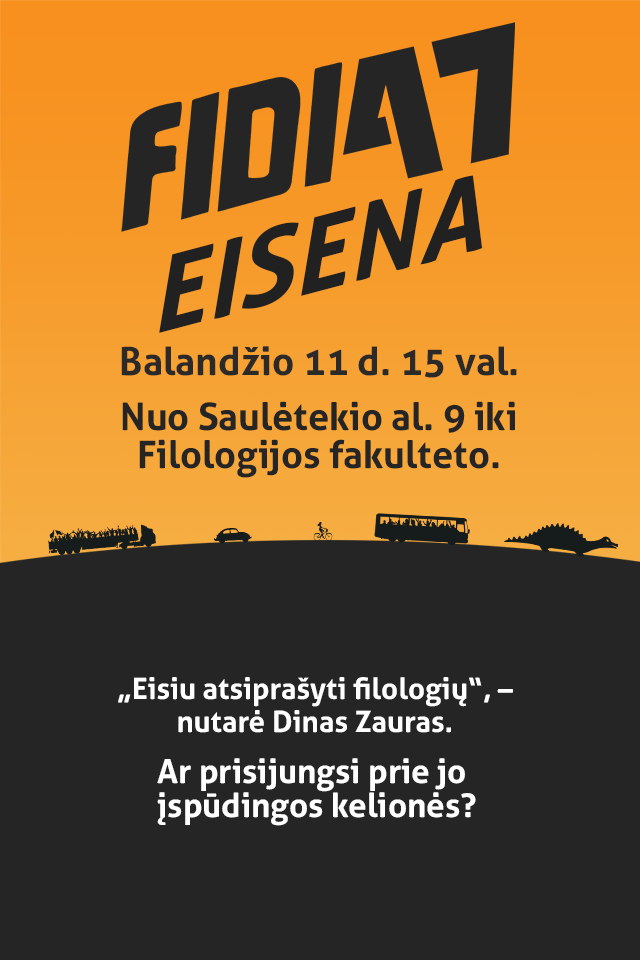 FIDI47
EISENA
Balandžio 11 d. 15 val.
Nuo Saulėtekio al. 9 iki
Filologijos fakulteto.
„Eisiu atsiprašyti filologių“, –
nutarė Dinas Zauras.
Ar prisijungsi prie jo
įspūdingos kelionės?